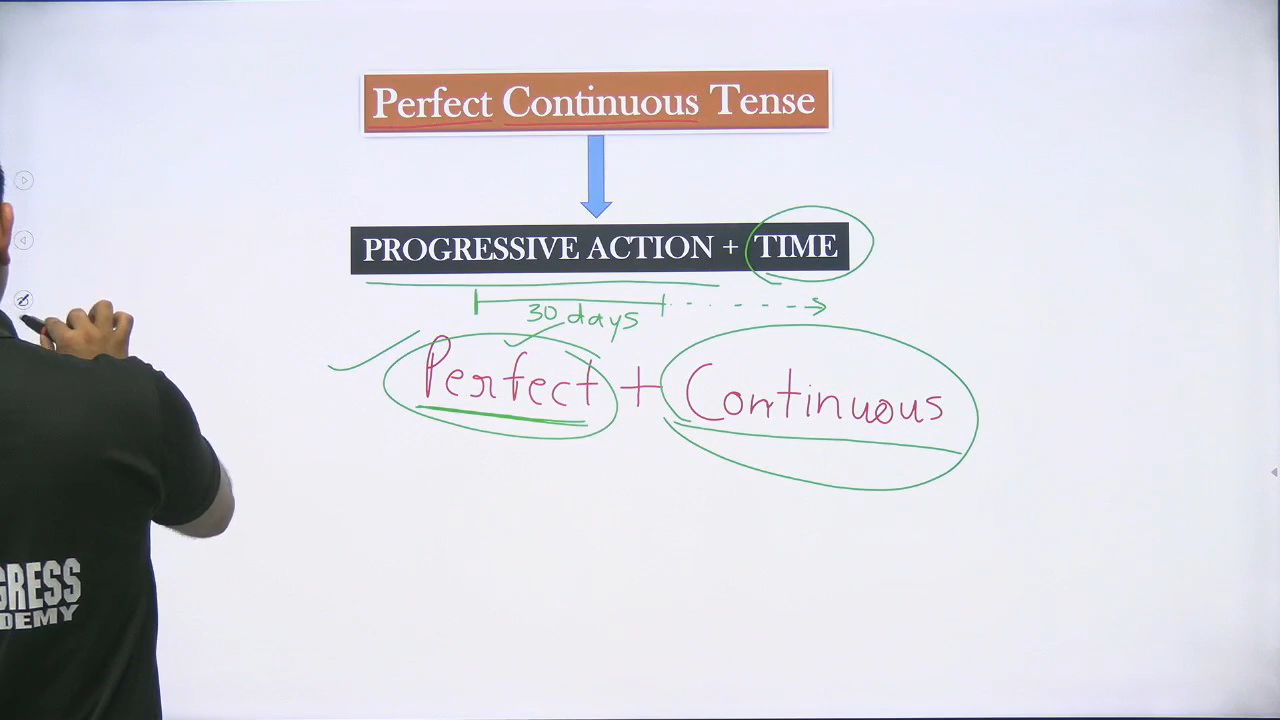 Perfect Continuous Tense
PROGRESSIVE ACTION + TIME
30 days
Perfect + Continuous
GRESS
DEMY